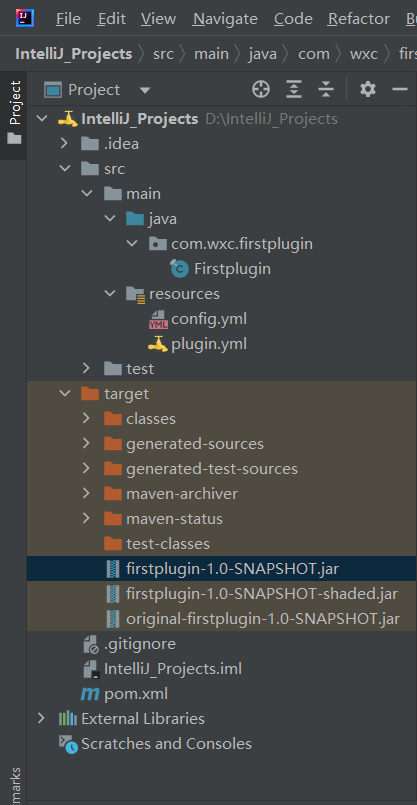 IJ File Edit View Navigate Code Refactor
IntelliJ_Projects src main java com wxc firs
Project
Project
IntelliJ_Projects D:\IntelliJ_Projects
.idea
src
main
java
com.wxc.firstplugin
C Firstplugin
resources
YML config.yml
plugin.yml
test
target
classes
generated-sources
generated-test-sources
maven-archiver
maven-status
test-classes
firstplugin-1.0-SNAPSHOT.jar
firstplugin-1.0-SNAPSHOT-shaded.jar
original-firstplugin-1.0-SNAPSHOT.jar
.gitignore
IntelliJ_Projects.iml
m pom.xml
External Libraries
Scratches and Consoles
marks